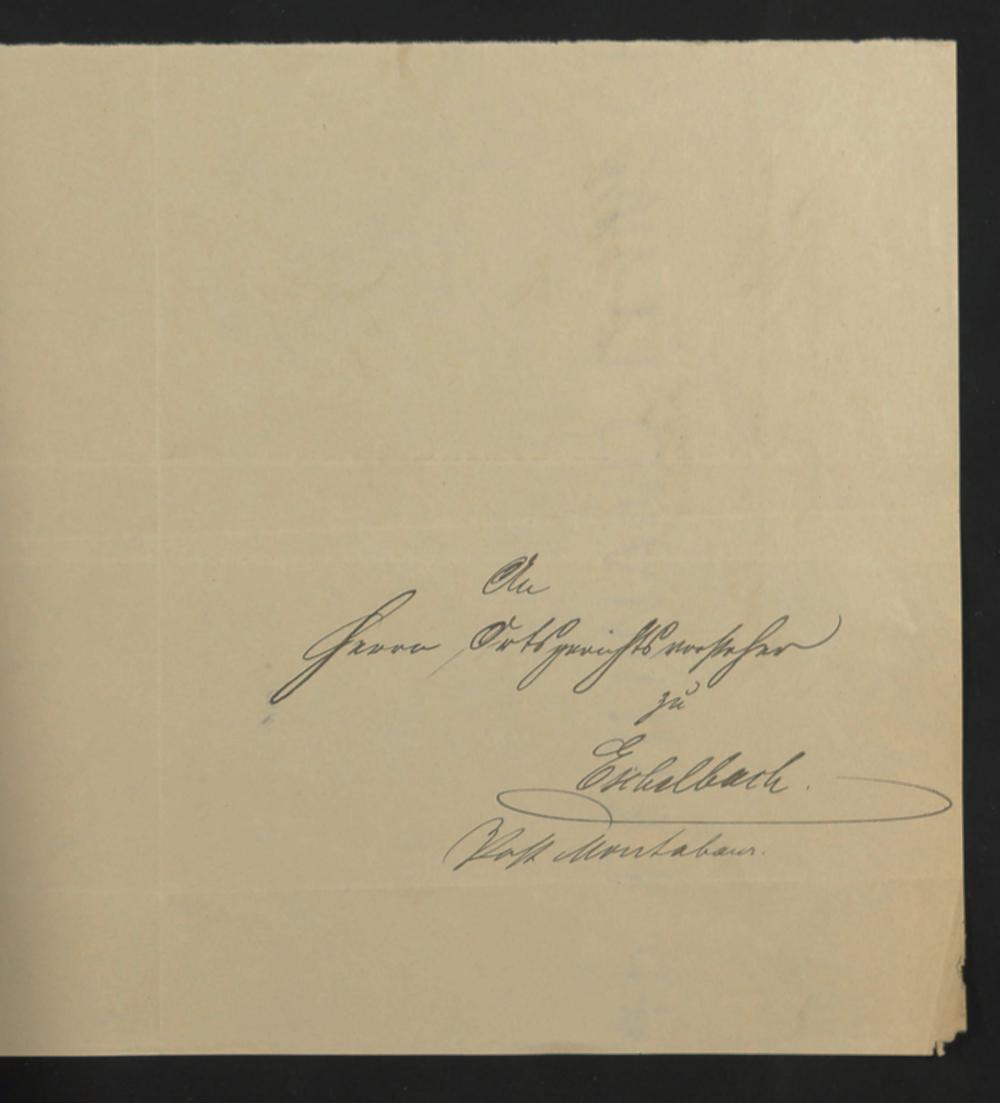 An
Herrn Ortsgerichtsvorsteher
zu
Eschelbach.
Post Montabaur.